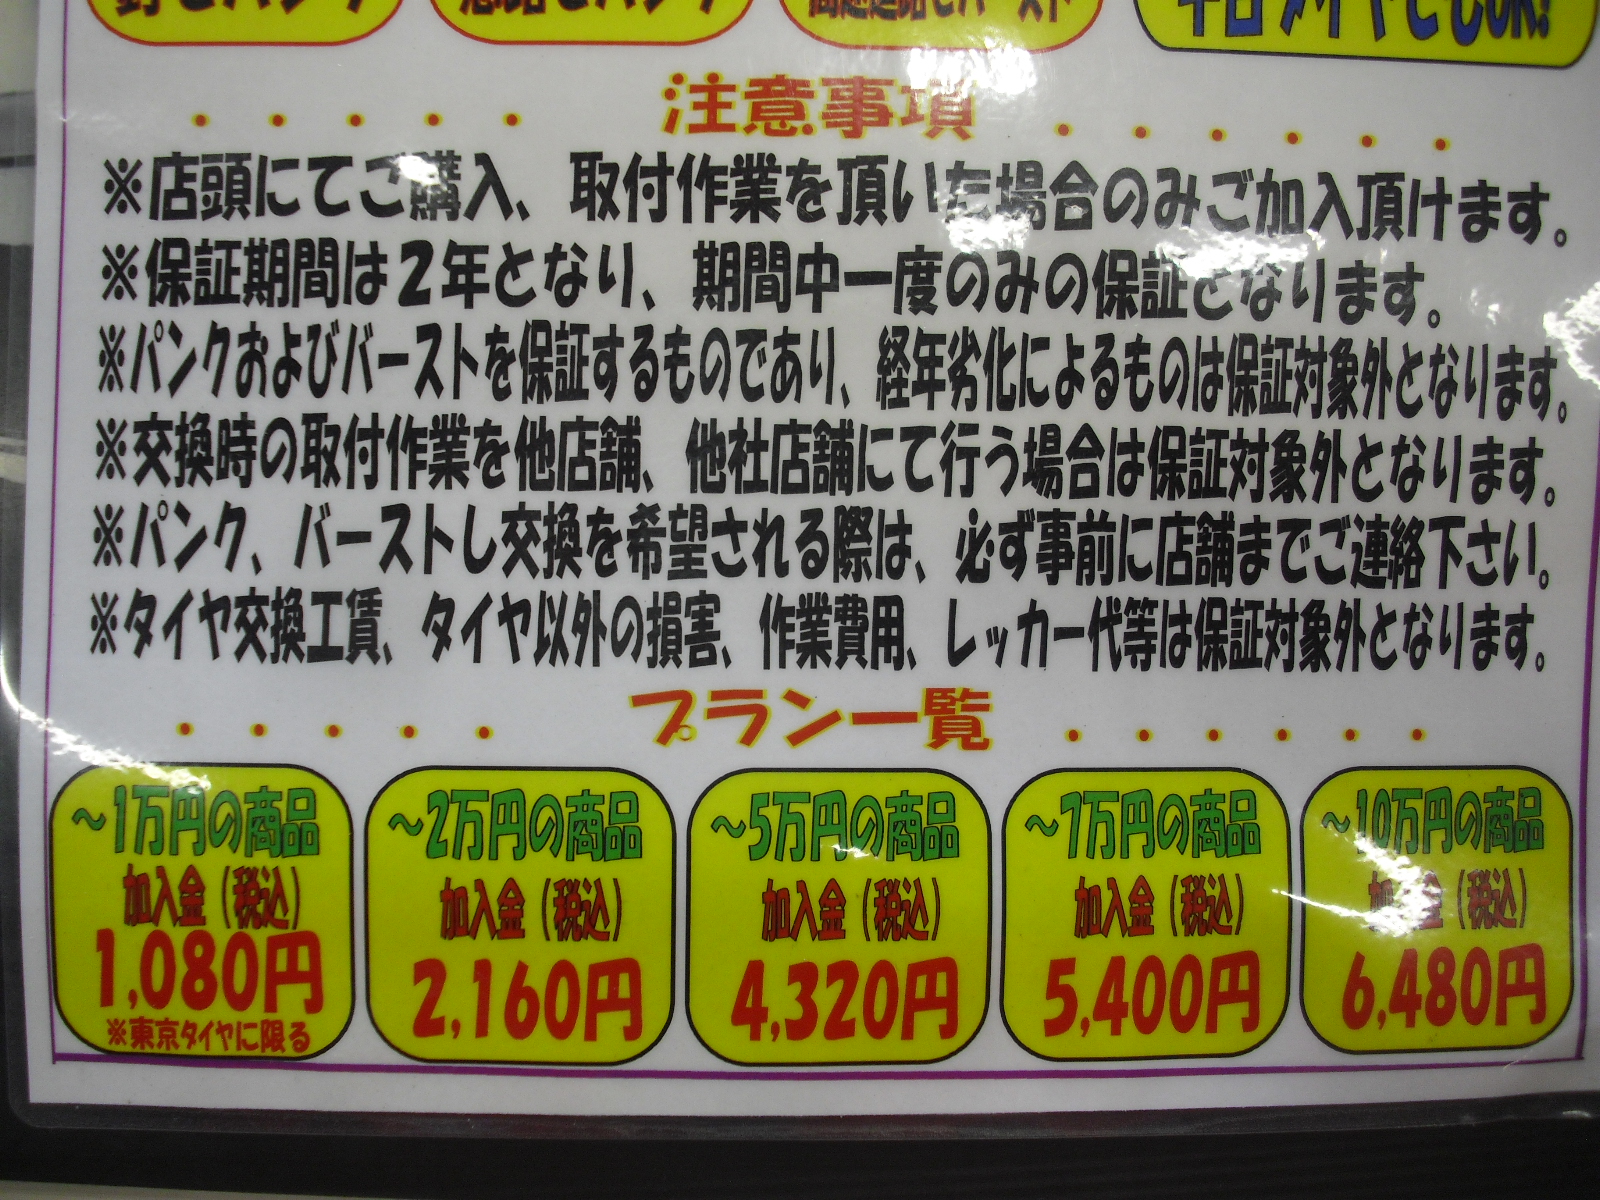 注意事項
※店頭にてご購入、取付作業を頂いた場合のみご加入頂けます。
※保証期間は2年となり、期間中一度のみの保証となります。
※パンクおよびバーストを保証するものであり、経年劣化によるものは保証対象外となります。
※交換時の取付作業を他店舗、他社店舗にて行う場合は保証対象外となります。
※パンク、バーストし交換を希望される際は、必ず事前に店舗までご連絡下さい。
※タイヤ交換工賃、タイヤ以外の損害、作業費用、レッカー代等は保証対象外となります。
プラン一覧
～1万円の商品
加入金（税込）
1,080円
※東京タイヤに限る
～2万円の商品
加入金（税込）
2,160円
～5万円の商品
加入金（税込）
4,320円
～7万円の商品
加入金（税込）
5,400円
～10万円の商品
加入金（税込）
6,480円